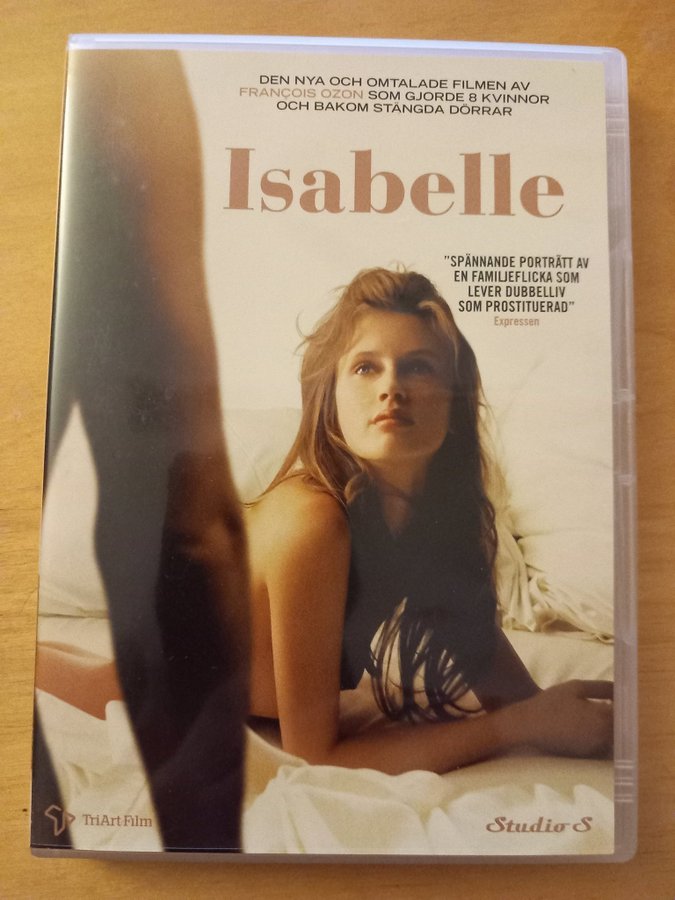 DEN NYA OCH OMTALADE FILMEN AV
FRANÇOIS OZON SOM GJORDE 8 KVINNOR
OCH BAKOM STÄNGDA DÖRRAR
Isabelle
"SPÄNNANDE PORTRÄTT AV
EN FAMILJEFLICKA SOM
LEVER DUBBELLIV
SOM PROSTITUERAD"
Expressen
TriArt Film
Studio S